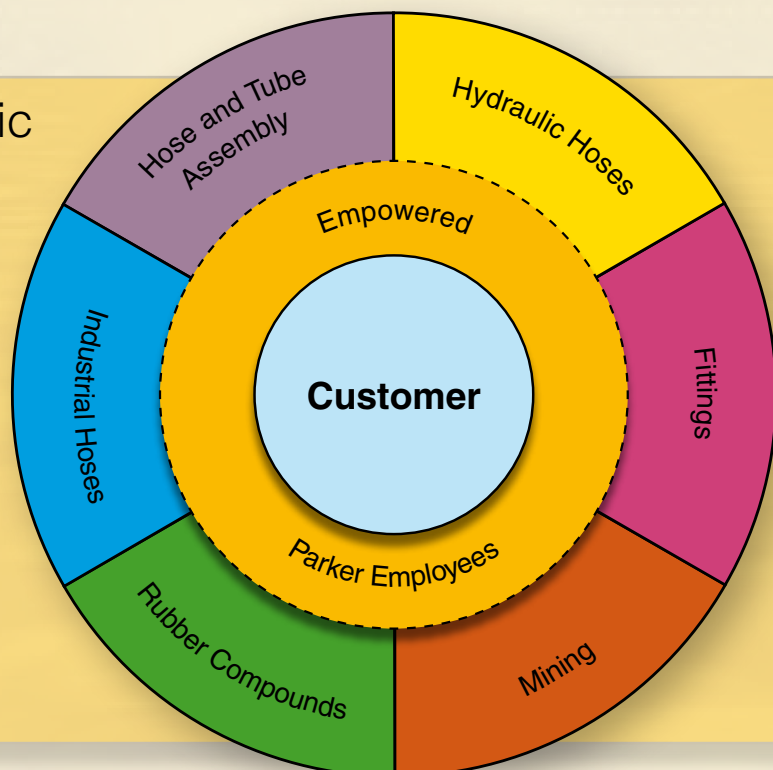 ic
Hose and Tube
Assembly
Hydraulic Hoses
Empowered
Industrial Hoses
Customer
Fittings
Parker Employees
Rubber Compounds
Mining